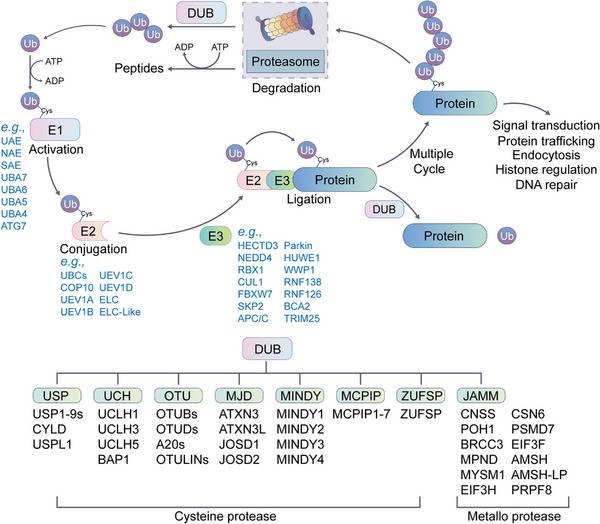 DUB
Ub Ub Ub
Ub
ATP
ADP
Ub
Cys
E1
Activation
e.g.,
UAE
NAE
SAE
UBA7
UBA6
UBA5
UBA4
ATG7
ADP
ATP
Peptides
Proteasome
Degradation
Ub
Ub
Ub
Ub
Ub
Cys
Protein
Signal transduction
Protein trafficking
Endocytosis
Histone regulation
DNA repair
Multiple
Cycle
Ub
Cys
Ub
Cys
E2
E3
Protein
Ligation
DUB
Protein
Ub
Ub
Cys
E2
Conjugation
e.g.,
UBCs UEV1C
COP10 UEV1D
UEV1A ELC
UEV1B ELC-Like
E3
e.g.,
HECTD3 Parkin
NEDD4 HUWE1
RBX1 WWP1
CUL1 RNF138
FBXW7 RNF126
SKP2 BCA2
APC/C TRIM25
DUB
USP
USP1-9s
CYLD
USPL1
UCH
UCLH1
UCLH3
UCLH5
BAP1
OTU
OTUBs
OTUDs
A20s
OTULINs
MJD
ATXN3
ATXN3L
JOSD1
JOSD2
MINDY
MINDY1
MINDY2
MINDY3
MINDY4
MCPIP
MCPIP1-7
ZUFSP
ZUFSP
JAMM
CNSS CSN6
POH1 PSMD7
BRCC3 EIF3F
MPND AMSH
MYSM1 AMSH-LP
EIF3H PRPF8
Cysteine protease
Metallo protease